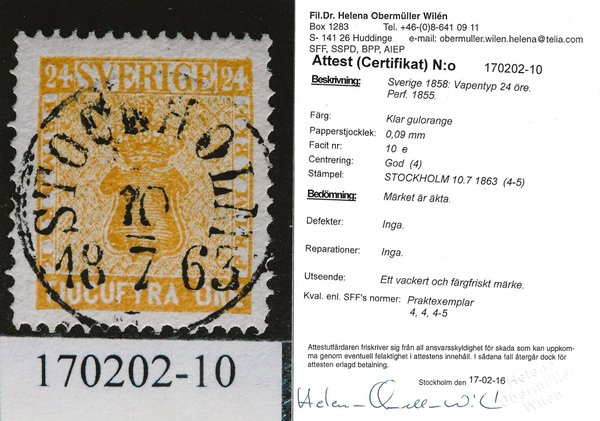 24 SVERIGE 24
STOCKHOLM
10
18 7 63
TJUGUFYRA ÖRE
170202-10
Fil.Dr. Helena Obermüller Wilén
Box 1283 Tel. +46-(0)8-641 09 11
S- 141 26 Huddinge e-mail: obermuller.wilen.helena@telia.com
SFF, SSPD, BPP, AIEP
Attest (Certifikat) N:o 170202-10
Beskrivning: Sverige 1858: Vapentyp 24 öre.
Perf. 1855.
Färg: Klar gulorange
Papperstjocklek: 0,09 mm
Facit nr: 10 e
Centrering: God (4)
Stämpel: STOCKHOLM 10.7 1863 (4-5)
Bedömning: Märket är äkta.
Defekter: Inga.
Reparationer: Inga.
Utseende: Ett vackert och färgfriskt märke.
Kval. enl. SFF's normer: Praktexemplar
4, 4, 4-5
Attestutfärdaren friskriver sig från all ansvarsskyldighet för skada som kan uppkom-
ma genom eventuell felaktighet i attestens innehåll. I sådana fall återgår dock för
attesten erlagd betalning.
Stockholm den 17-02-16
Helena
Obermüller
Wilén